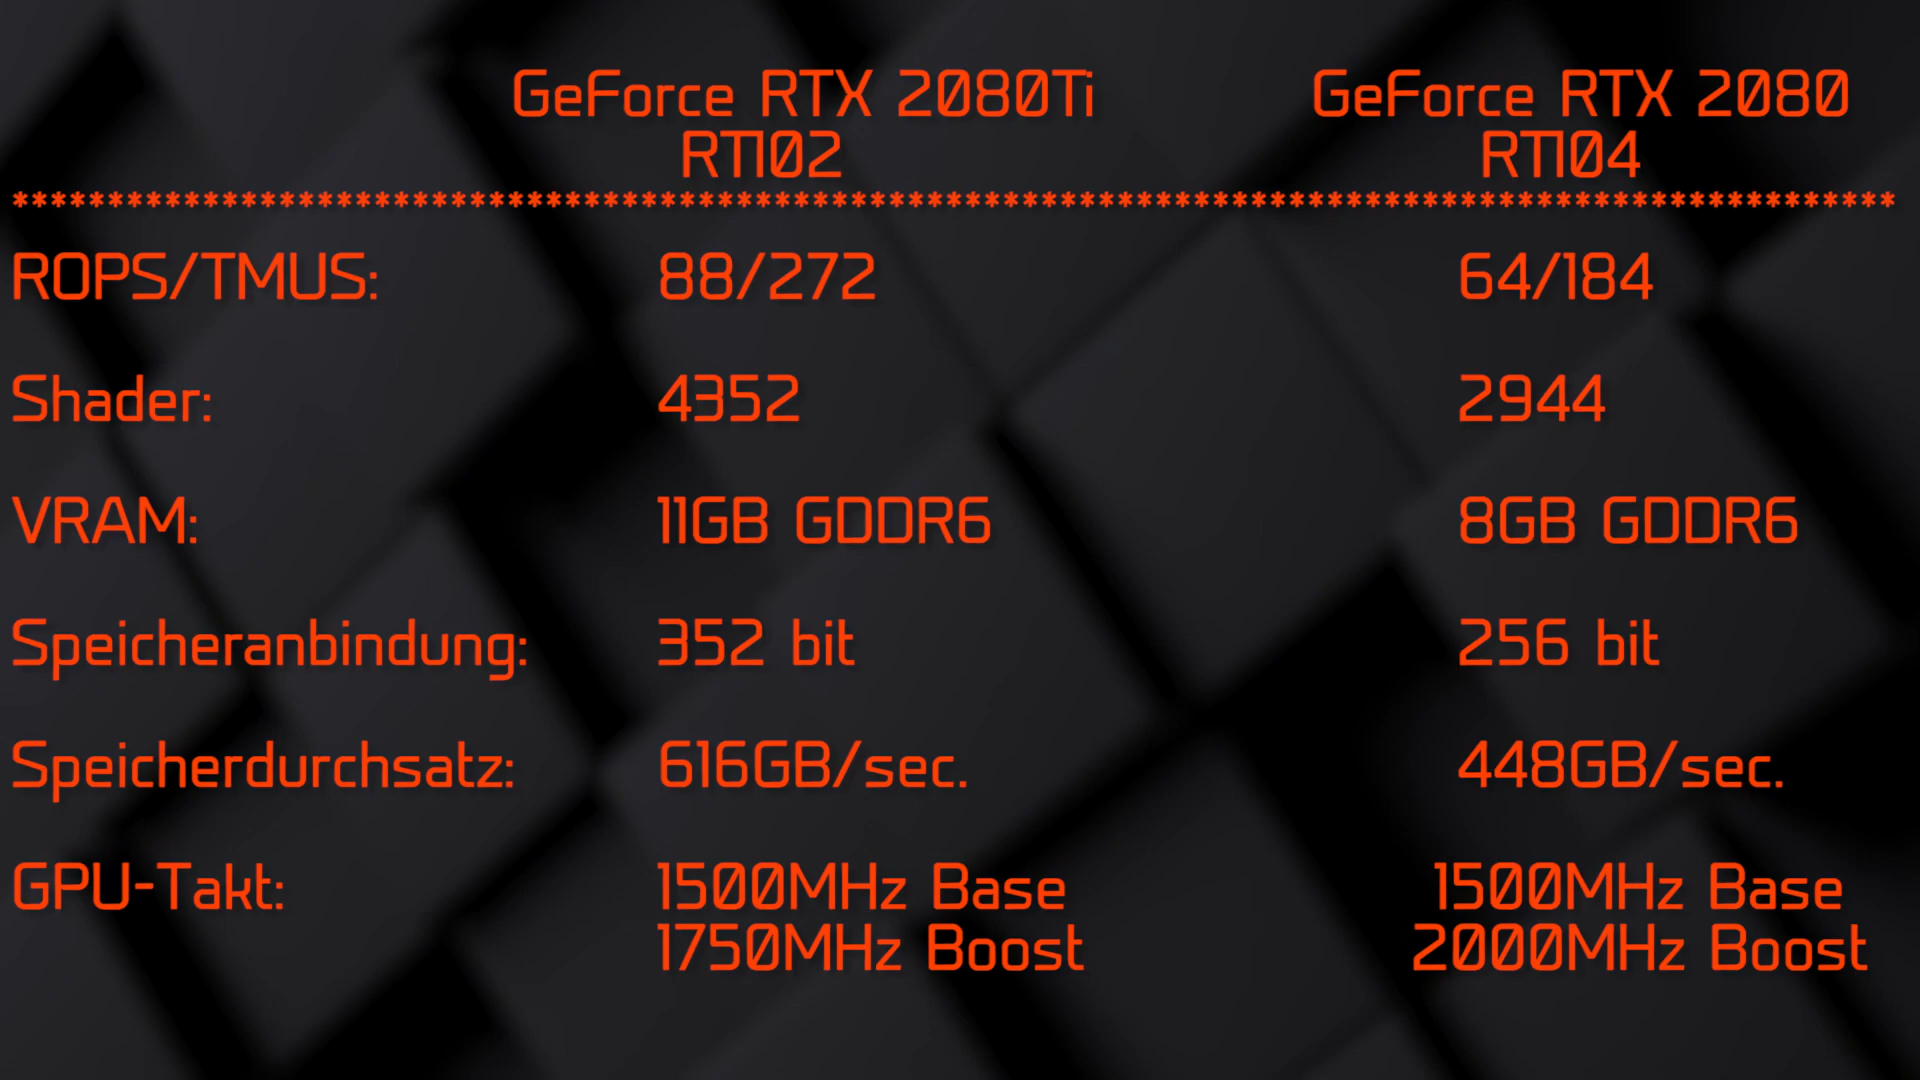 GeForce RTX 2080Ti GeForce RTX 2080
RT102 RT104
***************************************************************************************************
ROPS/TMUS: 88/272 64/184
Shader: 4352 2944
VRAM: 11GB GDDR6 8GB GDDR6
Speicheranbindung: 352 bit 256 bit
Speicherdurchsatz: 616GB/sec. 448GB/sec.
GPU-Takt: 1500MHz Base 1500MHz Base
1750MHz Boost 2000MHz Boost